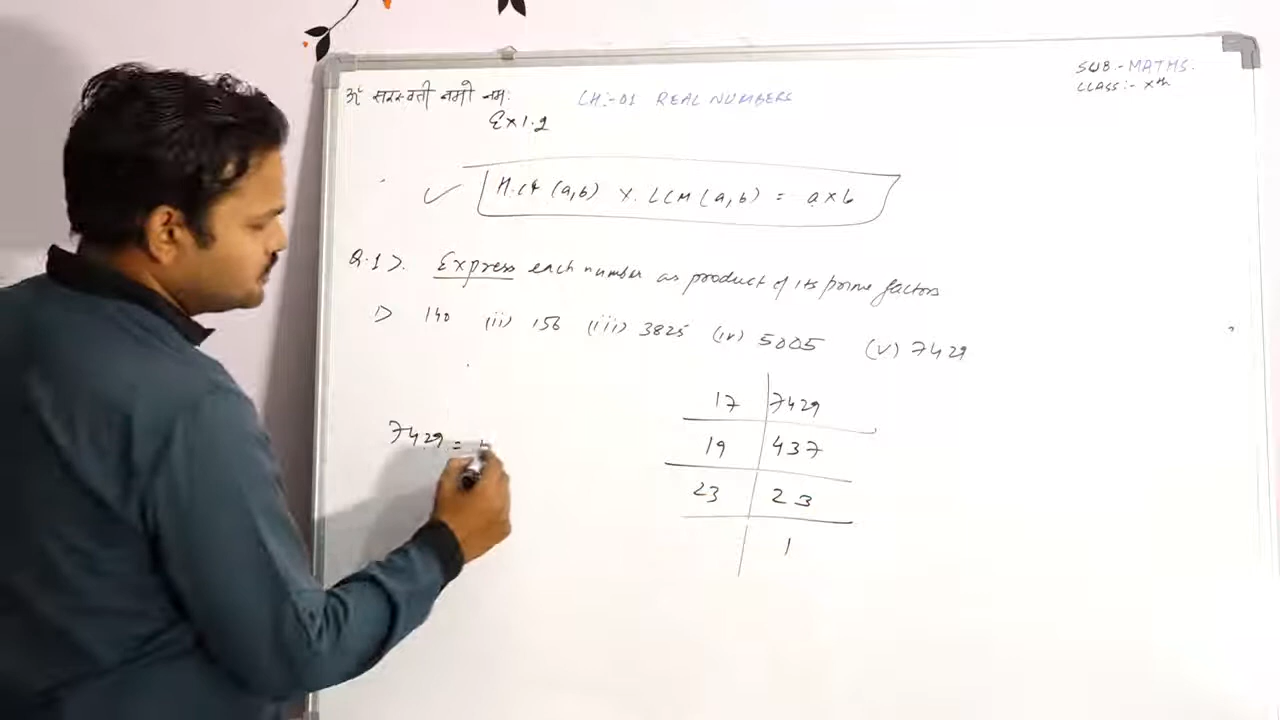 ॐ सरस्वती नमो नमः
CH:-01 REAL NUMBERS
SUB:- MATHS:
CLASS:- Xth
Ex1.2
H.CF (a,b) X. LCM (a,b) = a x b
Q.1>. Express each number as product of its prime factors
i> 140 (ii) 156 (iii) 3825 (iv) 5005 (v) 7429
17 7429
7429 = 1
19 437
23 23
1